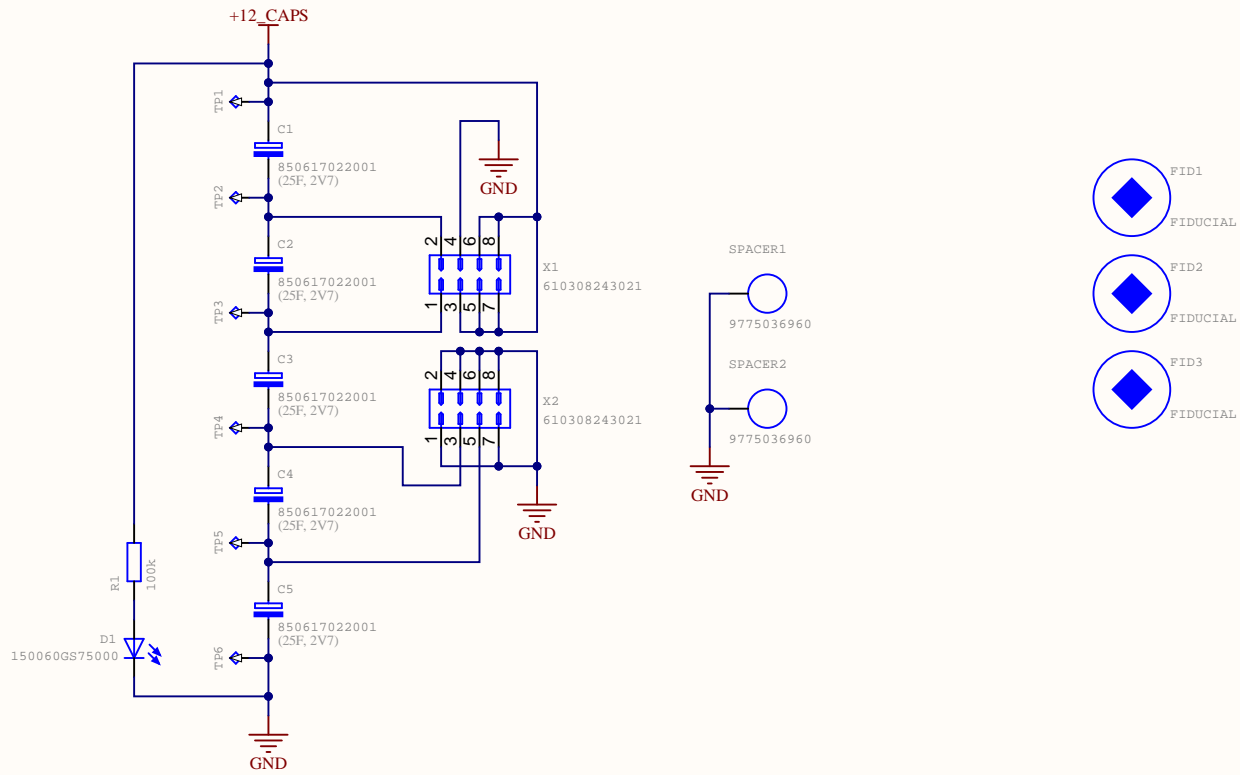 +12_CAPS
TP1
C1
850617022001
(25F, 2V7)
TP2
GND
C2
850617022001
(25F, 2V7)
TP3
2 4 6 8
1 3 5 7
X1
610308243021
C3
850617022001
(25F, 2V7)
TP4
2 4 6 8
1 3 5 7
X2
610308243021
C4
850617022001
(25F, 2V7)
TP5
GND
C5
850617022001
(25F, 2V7)
TP6
R1
100k
D1
150060GS75000
GND
SPACER1
9775036960
SPACER2
9775036960
GND
FID1
FIDUCIAL
FID2
FIDUCIAL
FID3
FIDUCIAL